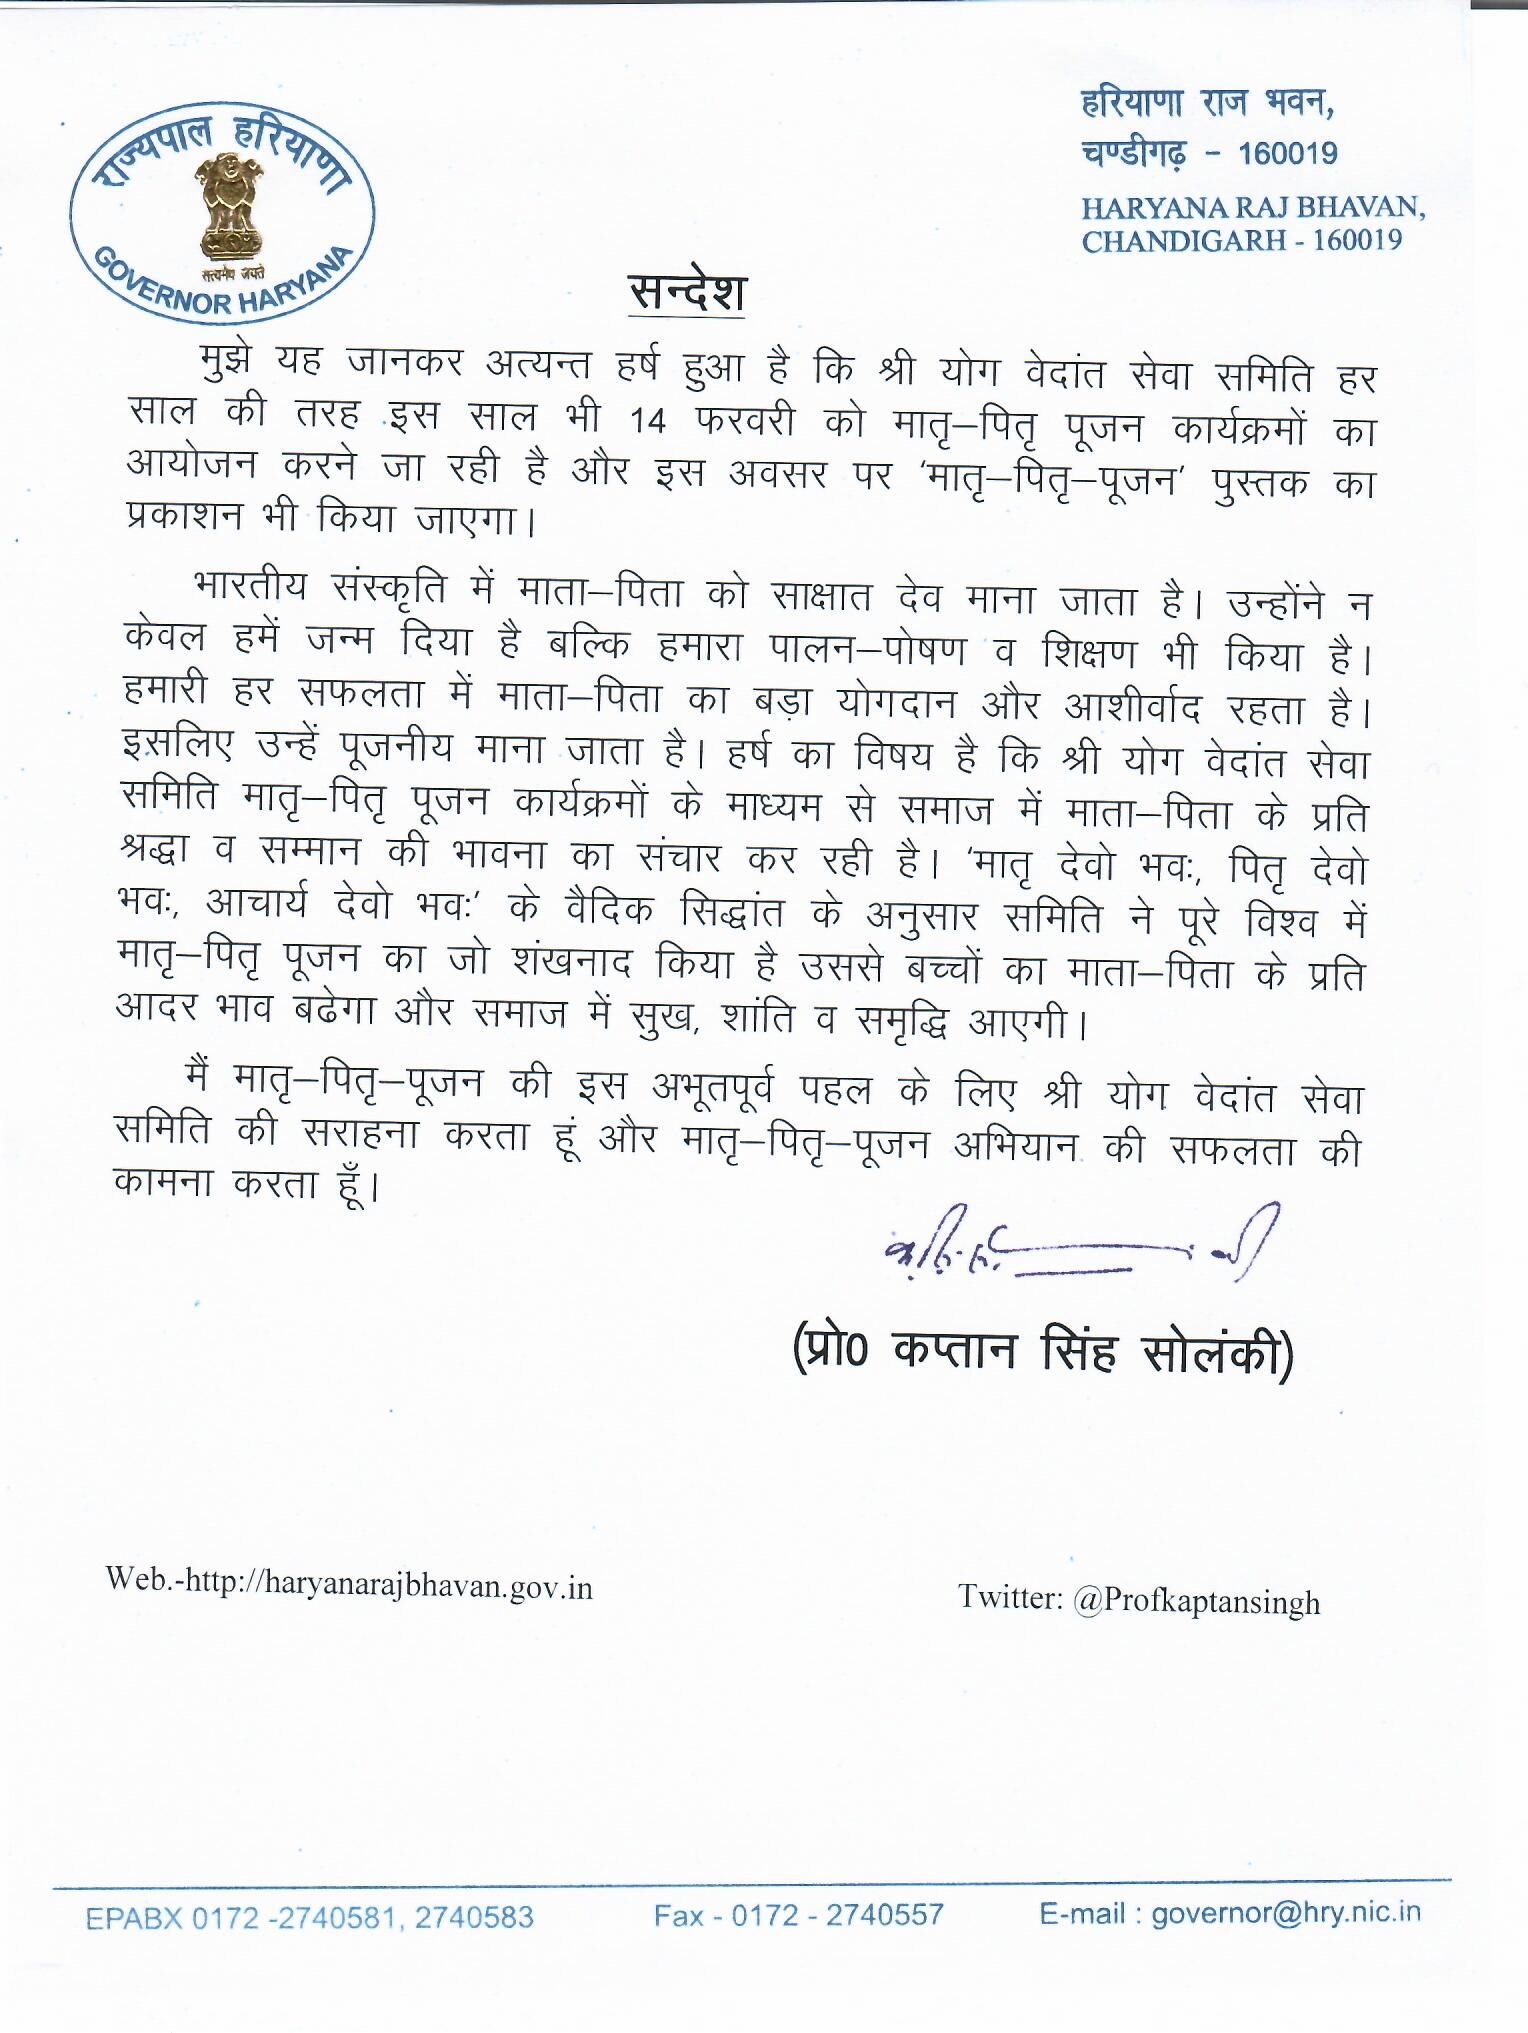 राज्यपाल हरियाणा
सत्यमेव जयते
GOVERNOR HARYANA
हरियाणा राज भवन,
चण्डीगढ़ - 160019
HARYANA RAJ BHAVAN,
CHANDIGARH - 160019
सन्देश
मुझे यह जानकर अत्यन्त हर्ष हुआ है कि श्री योग वेदांत सेवा समिति हर
साल की तरह इस साल भी 14 फरवरी को मातृ–पितृ पूजन कार्यक्रमों का
आयोजन करने जा रही है और इस अवसर पर ‘मातृ–पितृ–पूजन’ पुस्तक का
प्रकाशन भी किया जाएगा।
भारतीय संस्कृति में माता–पिता को साक्षात देव माना जाता है। उन्होंने न
केवल हमें जन्म दिया है बल्कि हमारा पालन–पोषण व शिक्षण भी किया है।
हमारी हर सफलता में माता–पिता का बड़ा योगदान और आशीर्वाद रहता है।
इसलिए उन्हें पूजनीय माना जाता है। हर्ष का विषय है कि श्री योग वेदांत सेवा
समिति मातृ–पितृ पूजन कार्यक्रमों के माध्यम से समाज में माता–पिता के प्रति
श्रद्धा व सम्मान की भावना का संचार कर रही है। ‘मातृ देवो भवः, पितृ देवो
भवः, आचार्य देवो भवः’ के वैदिक सिद्धांत के अनुसार समिति ने पूरे विश्व में
मातृ–पितृ पूजन का जो शंखनाद किया है उससे बच्चों का माता–पिता के प्रति
आदर भाव बढेगा और समाज में सुख, शांति व समृद्धि आएगी।
मैं मातृ–पितृ–पूजन की इस अभूतपूर्व पहल के लिए श्री योग वेदांत सेवा
समिति की सराहना करता हूं और मातृ–पितृ–पूजन अभियान की सफलता की
कामना करता हूँ।
(प्रो0 कप्तान सिंह सोलंकी)
Web.-http://haryanarajbhavan.gov.in
Twitter: @Profkaptansingh
EPABX 0172 -2740581, 2740583
Fax - 0172 - 2740557
E-mail : governor@hry.nic.in